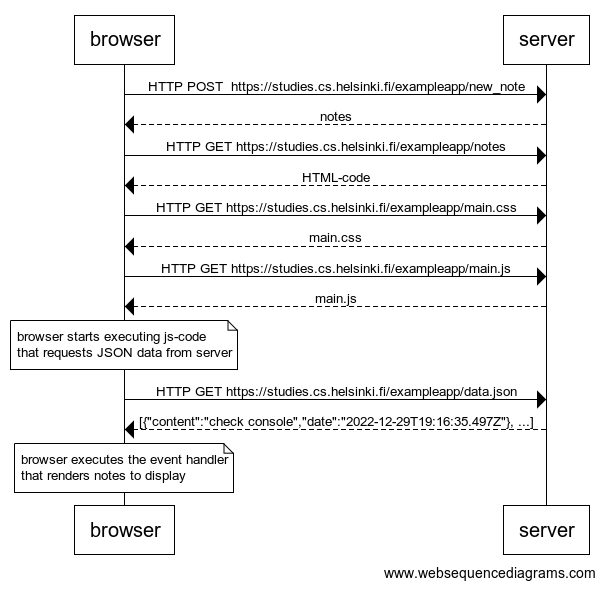 browser
server
HTTP POST  https://studies.cs.helsinki.fi/exampleapp/new_note
notes
HTTP GET https://studies.cs.helsinki.fi/exampleapp/notes
HTML-code
HTTP GET https://studies.cs.helsinki.fi/exampleapp/main.css
main.css
HTTP GET https://studies.cs.helsinki.fi/exampleapp/main.js
main.js
browser starts executing js-code
that requests JSON data from server
HTTP GET https://studies.cs.helsinki.fi/exampleapp/data.json
[{"content":"check console","date":"2022-12-29T19:16:35.497Z"}, ...]
browser executes the event handler
that renders notes to display
browser
server
www.websequencediagrams.com